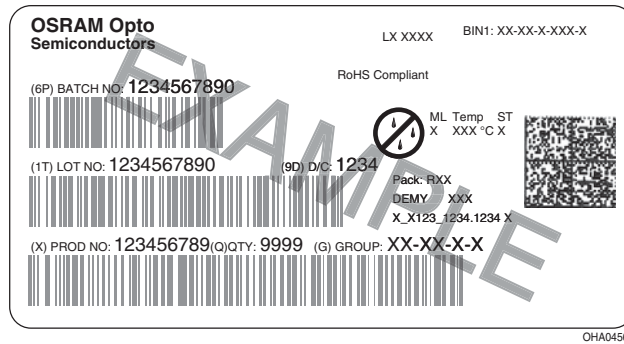 OSRAM Opto
Semiconductors
LX XXXX
BIN1: XX-XX-X-XXX-X
RoHS Compliant
(6P) BATCH NO: 1234567890
ML Temp ST
X XXX °C X
(1T) LOT NO: 1234567890
(9D) D/C: 1234
Pack: RXX
DEMY XXX
X_X123_1234.1234 X
(X) PROD NO: 123456789(Q)QTY: 9999 (G) GROUP: XX-XX-X-X
EXAMPLE